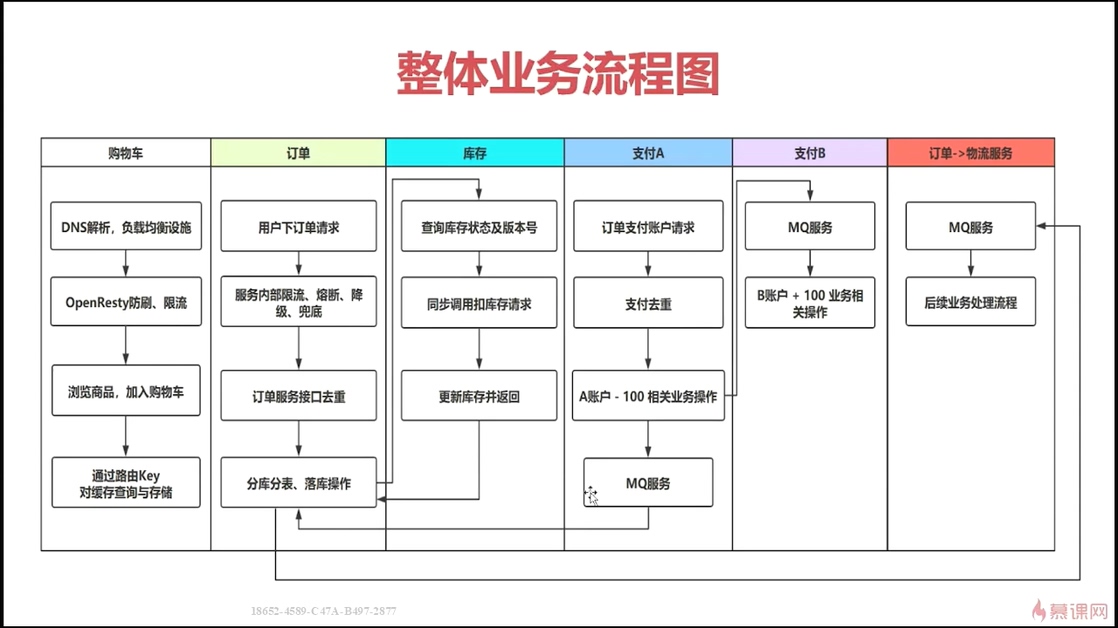 整体业务流程图
购物车
订单
库存
支付A
支付B
订单->物流服务
DNS解析，负载均衡设施
OpenResty防刷、限流
浏览商品，加入购物车
通过路由Key
对缓存查询与存储
用户下订单请求
服务内部限流、熔断、降
级、兜底
订单服务接口去重
分库分表、落库操作
查询库存状态及版本号
同步调用扣库存请求
更新库存并返回
订单支付账户请求
支付去重
A账户 - 100 相关业务操作
MQ服务
MQ服务
B账户 + 100 业务相
关操作
MQ服务
后续业务处理流程
18652-4589-C47A-B497-2877
慕课网